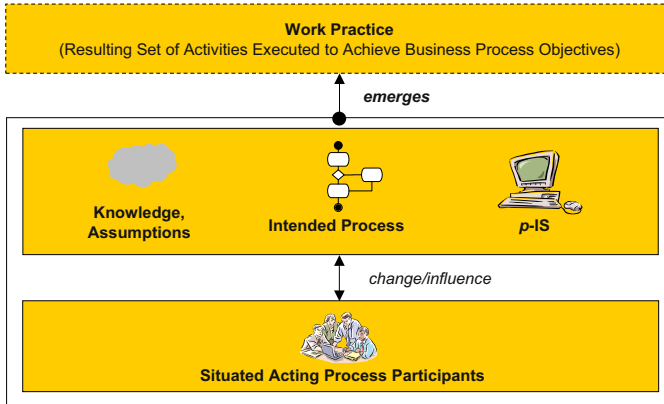 Work Practice
(Resulting Set of Activities Executed to Achieve Business Process Objectives)
emerges
Knowledge,
Assumptions
Intended Process
p-IS
change/influence
Situated Acting Process Participants